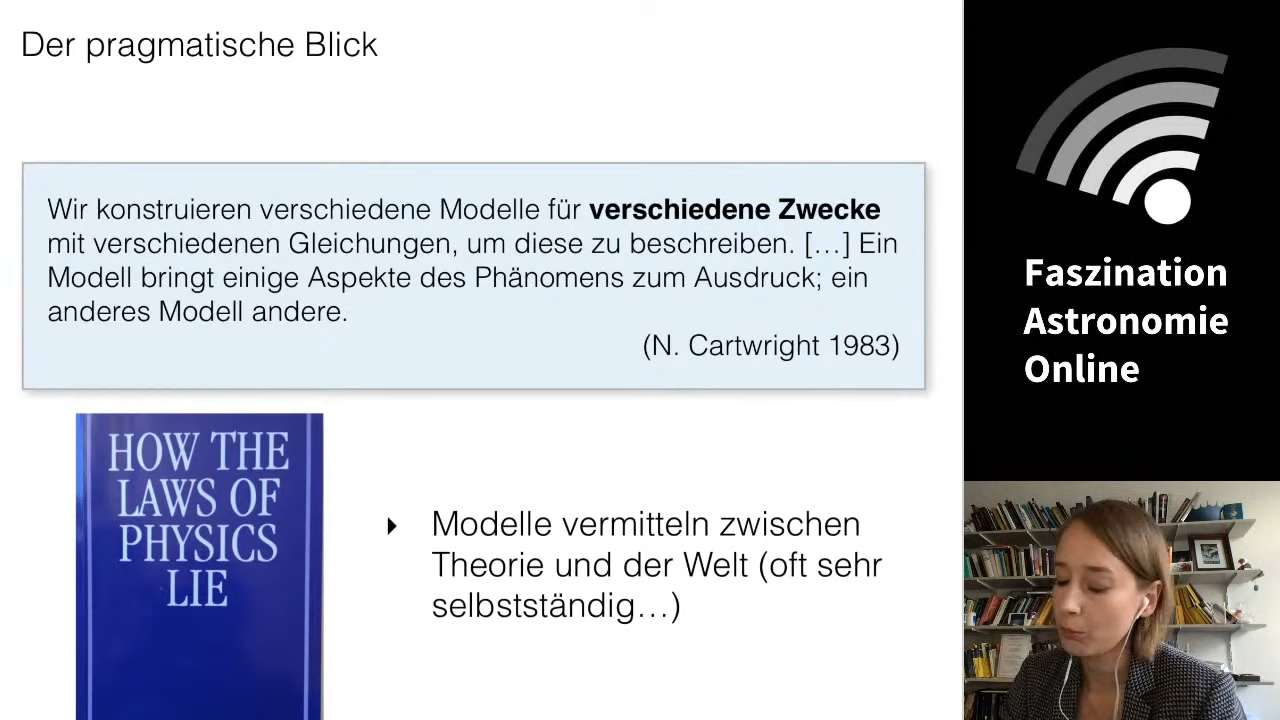 Der pragmatische Blick
Wir konstruieren verschiedene Modelle für verschiedene Zwecke
mit verschiedenen Gleichungen, um diese zu beschreiben. […] Ein
Modell bringt einige Aspekte des Phänomens zum Ausdruck; ein
anderes Modell andere.
(N. Cartwright 1983)
HOW THE
LAWS OF
PHYSICS
LIE
Modelle vermitteln zwischen
Theorie und der Welt (oft sehr
selbstständig…)
Faszination
Astronomie
Online